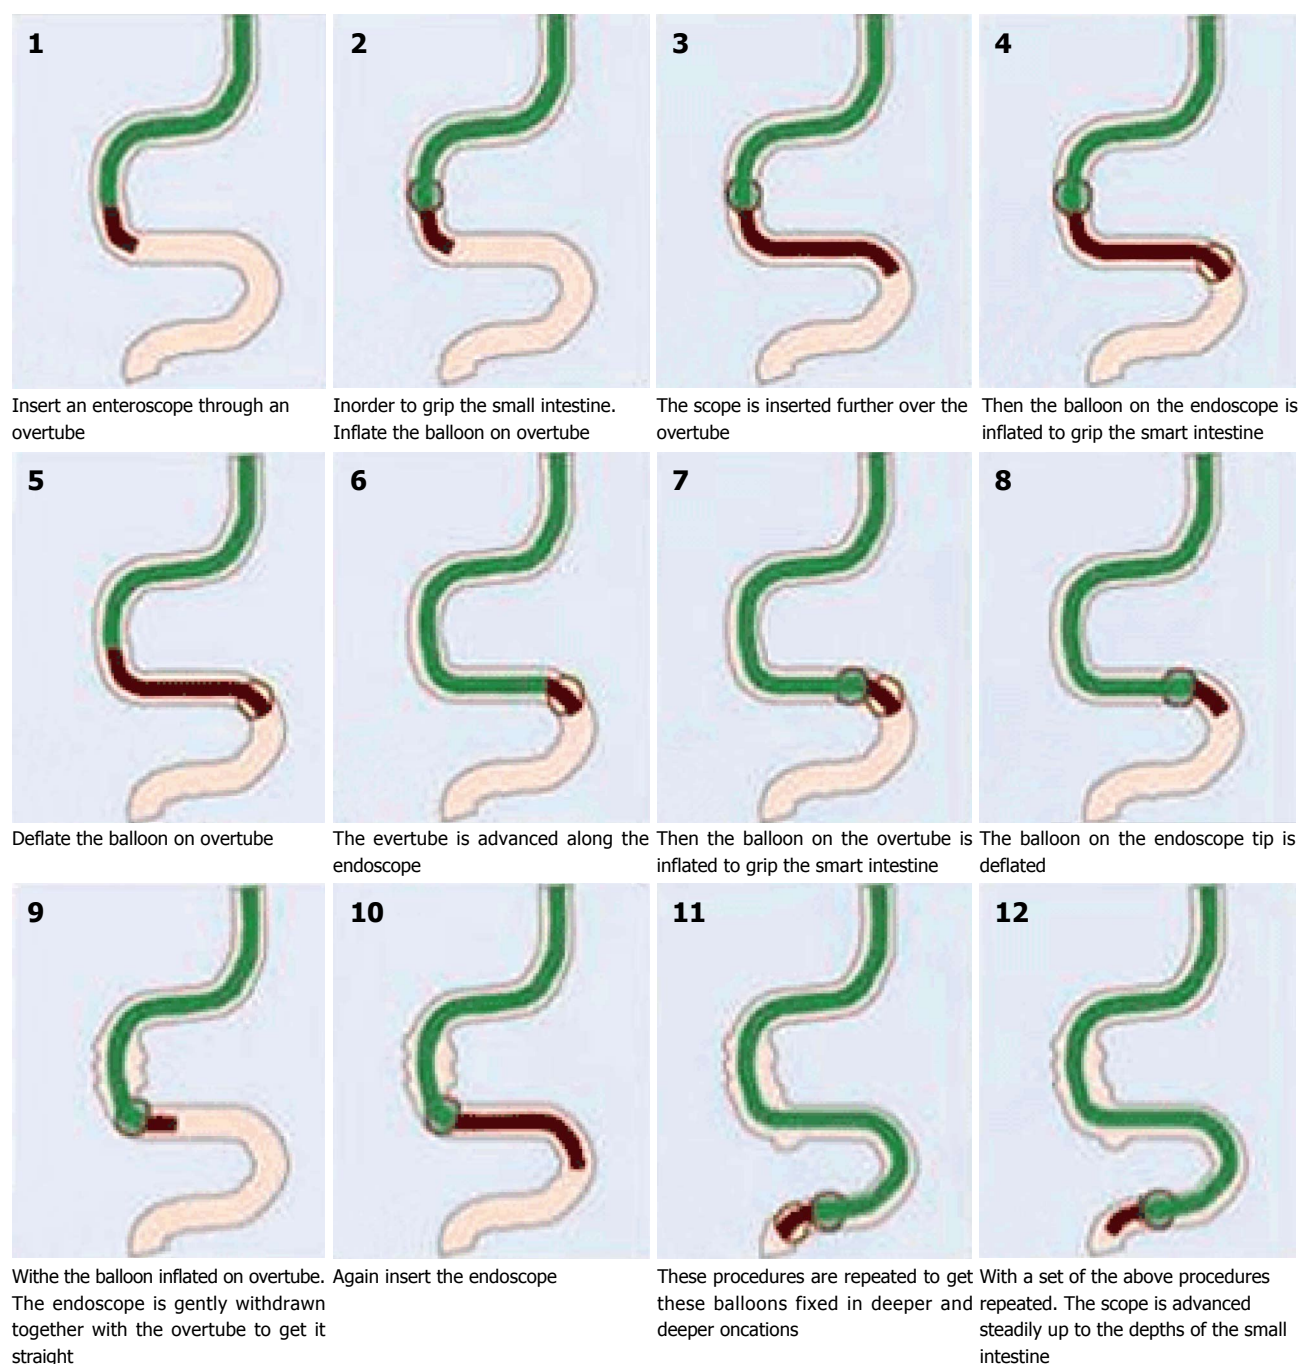 1
2
3
4
Insert an enteroscope through an
overtube
Inorder to grip the small intestine.
Inflate the balloon on overtube
The scope is inserted further over the
overtube
Then the balloon on the endoscope is
inflated to grip the smart intestine
5
6
7
8
Deflate the balloon on overtube
The evertube is advanced along the
endoscope
Then the balloon on the overtube is
inflated to grip the smart intestine
The balloon on the endoscope tip is
deflated
9
10
11
12
Withe the balloon inflated on overtube.
The endoscope is gently withdrawn
together with the overtube to get it
straight
Again insert the endoscope
These procedures are repeated to get
these balloons fixed in deeper and
deeper oncations
With a set of the above procedures
repeated. The scope is advanced
steadily up to the depths of the small
intestine